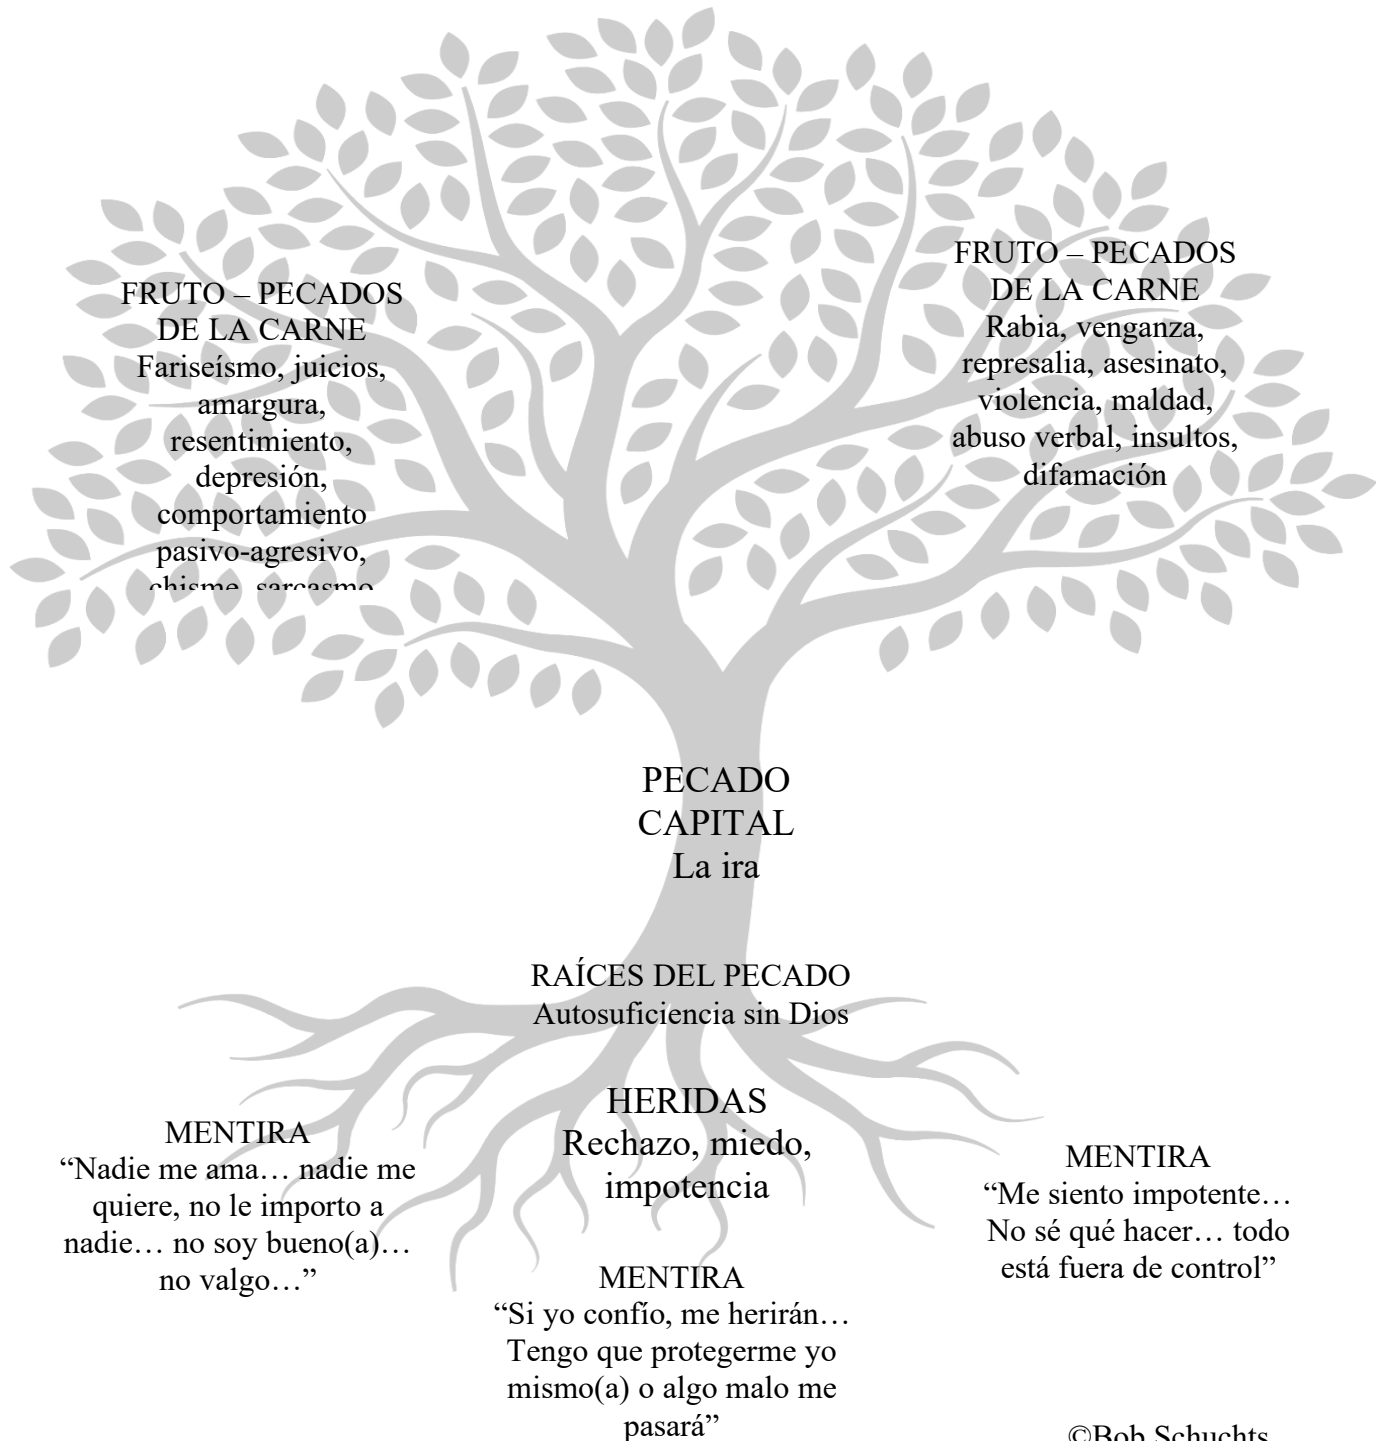 FRUTO – PECADOS
DE LA CARNE
Fariseísmo, juicios,
amargura,
resentimiento,
depresión,
comportamiento
pasivo-agresivo,
chisme, sarcasmo
FRUTO – PECADOS
DE LA CARNE
Rabia, venganza,
represalia, asesinato,
violencia, maldad,
abuso verbal, insultos,
difamación
PECADO
CAPITAL
La ira
RAÍCES DEL PECADO
Autosuficiencia sin Dios
HERIDAS
Rechazo, miedo,
impotencia
MENTIRA
“Nadie me ama… nadie me
quiere, no le importo a
nadie… no soy bueno(a)…
no valgo…”
MENTIRA
“Si yo confío, me herirán…
Tengo que protegerme yo
mismo(a) o algo malo me
pasará”
MENTIRA
“Me siento impotente…
No sé qué hacer… todo
está fuera de control”
©Bob Schuchts